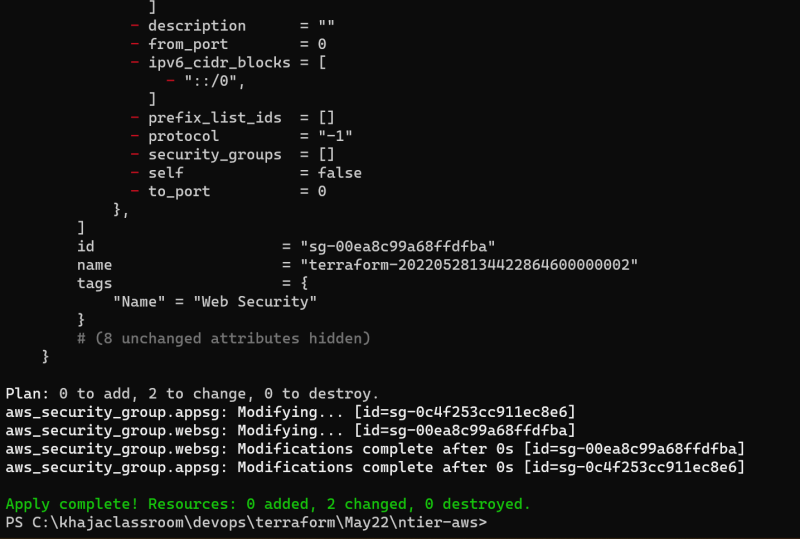 ]
              - description      = ""
              - from_port        = 0
              - ipv6_cidr_blocks = [
                  - "::/0",
                ]
              - prefix_list_ids  = []
              - protocol         = "-1"
              - security_groups  = []
              - self             = false
              - to_port          = 0
            },
        ]
        id                     = "sg-00ea8c99a68ffdfba"
        name                   = "terraform-20220528134422864600000002"
        tags                   = {
            "Name" = "Web Security"
        }
        # (8 unchanged attributes hidden)
    }
Plan: 0 to add, 2 to change, 0 to destroy.
aws_security_group.appsg: Modifying... [id=sg-0c4f253cc911ec8e6]
aws_security_group.websg: Modifying... [id=sg-00ea8c99a68ffdfba]
aws_security_group.websg: Modifications complete after 0s [id=sg-00ea8c99a68ffdfba]
aws_security_group.appsg: Modifications complete after 0s [id=sg-0c4f253cc911ec8e6]
Apply complete! Resources: 0 added, 2 changed, 0 destroyed.
PS C:\khajaclassroom\devops\terraform\May22\ntier-aws>